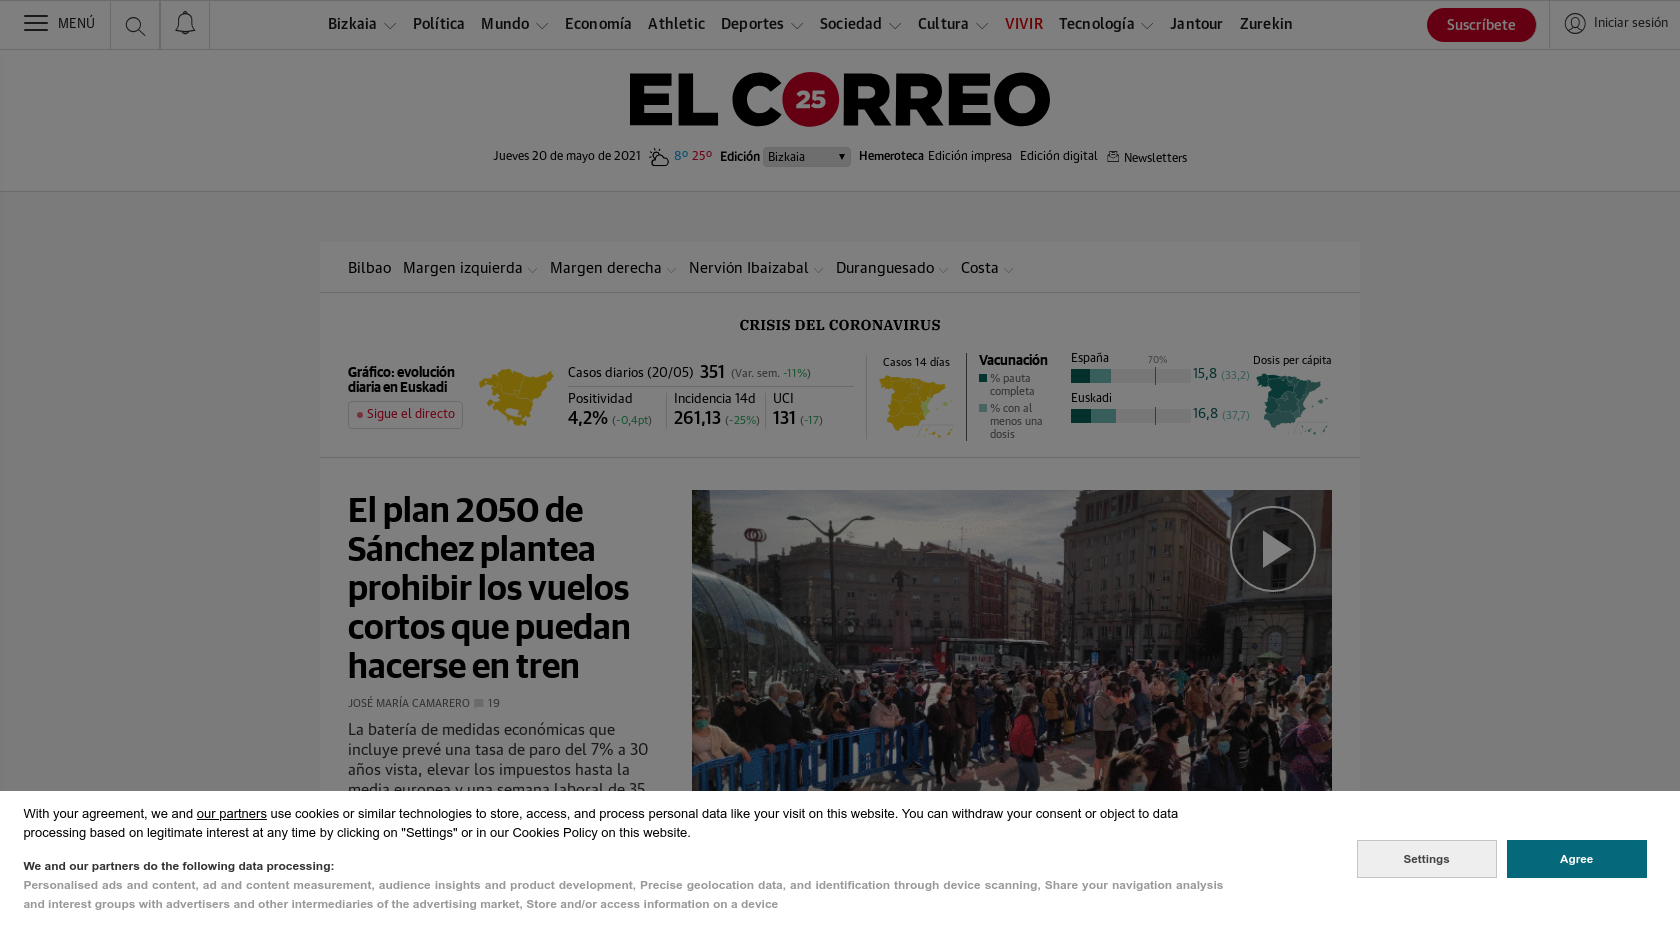 MENÚ
Bizkaia Política Mundo Economía Athletic Deportes Sociedad Cultura VIVIR Tecnología Jantour Zurekin
Suscríbete
Iniciar sesión
EL CORREO
25
Jueves 20 de mayo de 2021 8º 25º Edición Bizkaia Hemeroteca Edición impresa Edición digital Newsletters
Bilbao Margen izquierda Margen derecha Nervión Ibaizabal Duranguesado Costa
CRISIS DEL CORONAVIRUS
Gráfico: evolución
diaria en Euskadi
Sigue el directo
Casos diarios (20/05) 351 (Var. sem. -11%)
Positividad
4,2% (-0,4pt)
Incidencia 14d
261,13 (-25%)
UCI
131 (-17)
Casos 14 días
Vacunación
% pauta
completa
% con al
menos una
dosis
España
70%
15,8 (33,2)
Euskadi
16,8 (37,7)
Dosis per cápita
El plan 2050 de
Sánchez plantea
prohibir los vuelos
cortos que puedan
hacerse en tren
JOSÉ MARÍA CAMARERO 19
La batería de medidas económicas que
incluye prevé una tasa de paro del 7% a 30
años vista, elevar los impuestos hasta la
media europea y una semana laboral de 35
With your agreement, we and our partners use cookies or similar technologies to store, access, and process personal data like your visit on this website. You can withdraw your consent or object to data
processing based on legitimate interest at any time by clicking on "Settings" or in our Cookies Policy on this website.
We and our partners do the following data processing:
Personalised ads and content, ad and content measurement, audience insights and product development, Precise geolocation data, and identification through device scanning, Share your navigation analysis
and interest groups with advertisers and other intermediaries of the advertising market, Store and/or access information on a device
Settings
Agree